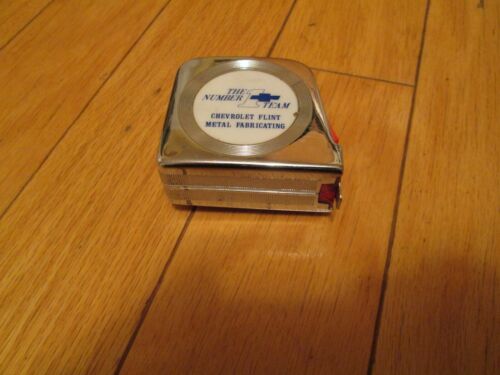 THE
NUMBER 1 TEAM
CHEVROLET FLINT
METAL FABRICATING